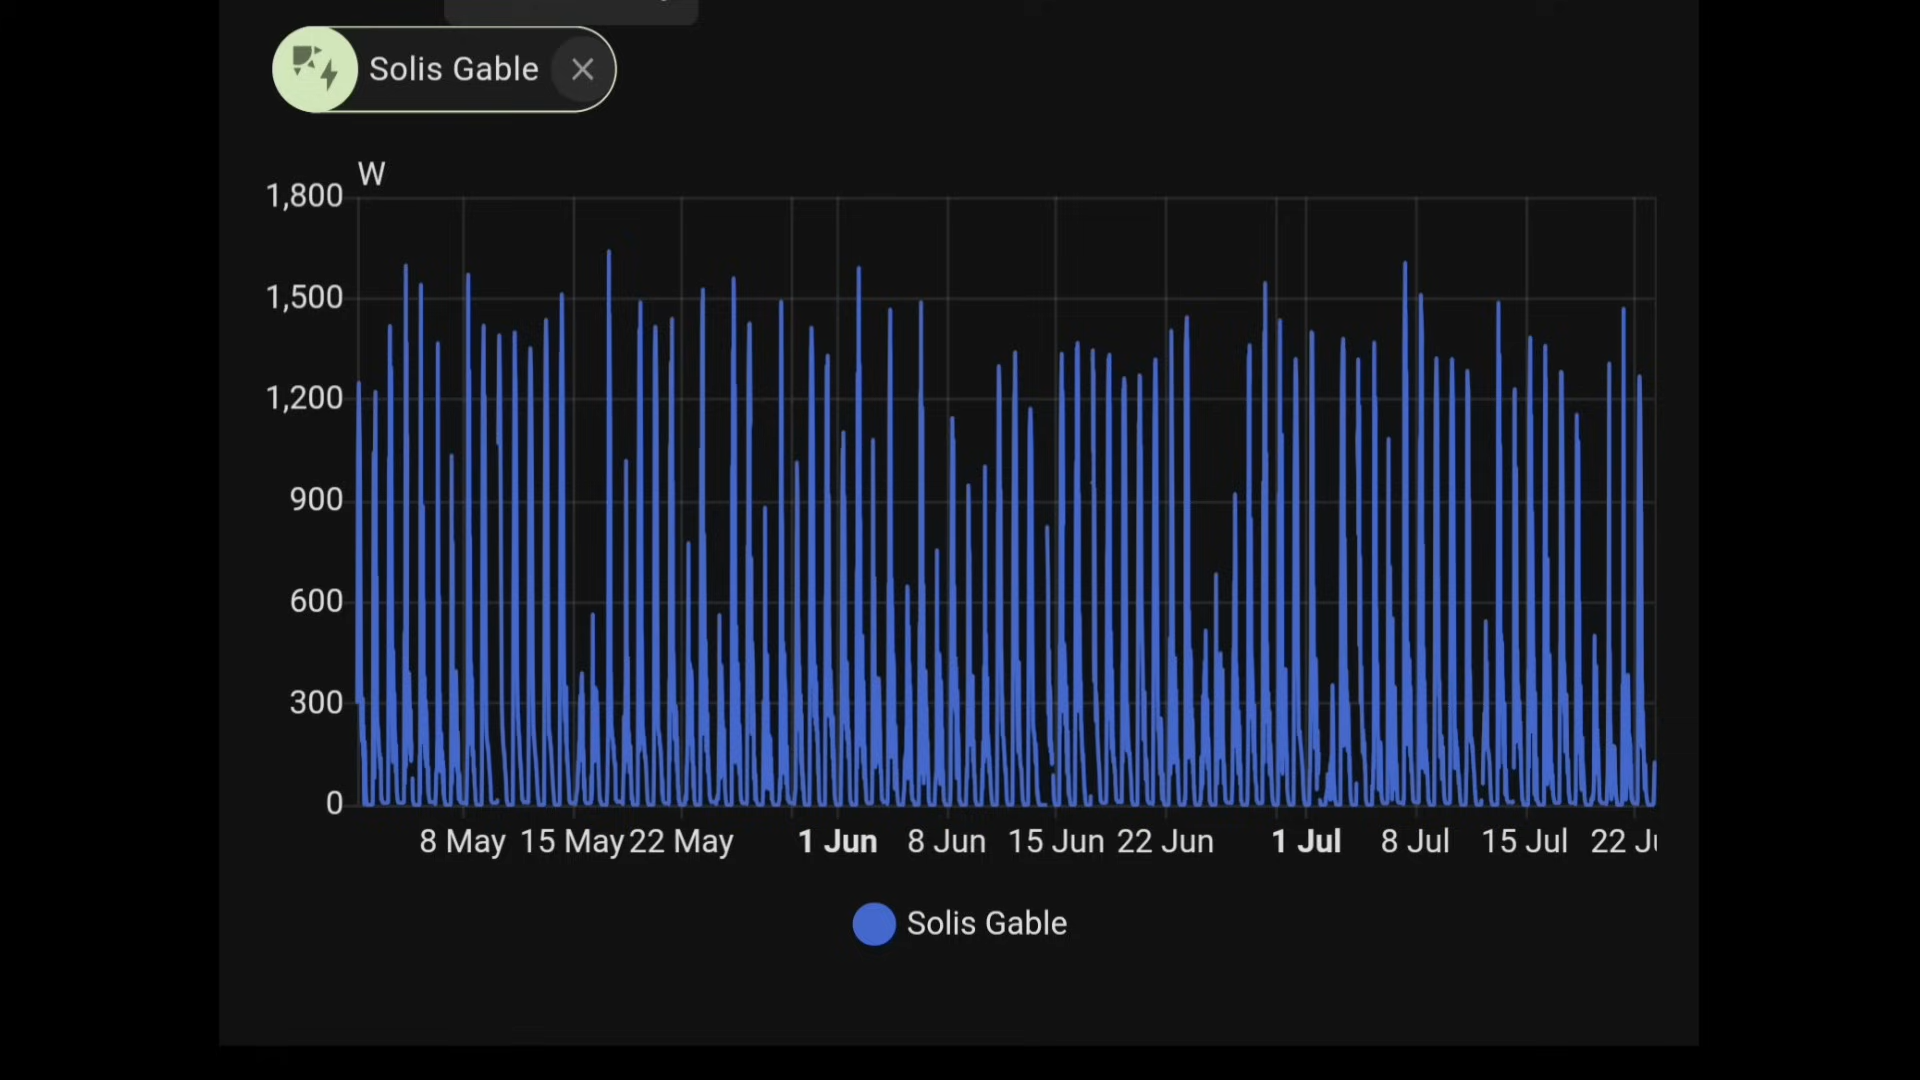 Solis Gable
W
1,800
1,500
1,200
900
600
300
0
8 May 15 May 22 May 1 Jun 8 Jun 15 Jun 22 Jun 1 Jul 8 Jul 15 Jul 22
Solis Gable